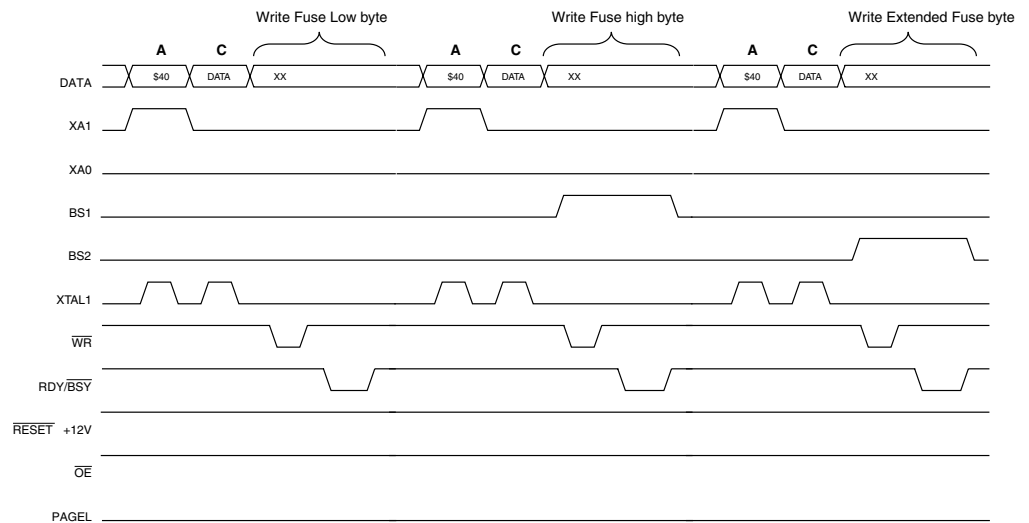 Write Fuse Low byte Write Fuse high byte Write Extended Fuse byte
A C A C A C
DATA $40 DATA XX $40 DATA XX $40 DATA XX
XA1
XA0
BS1
BS2
XTAL1
WR
RDY/BSY
RESET +12V
OE
PAGEL